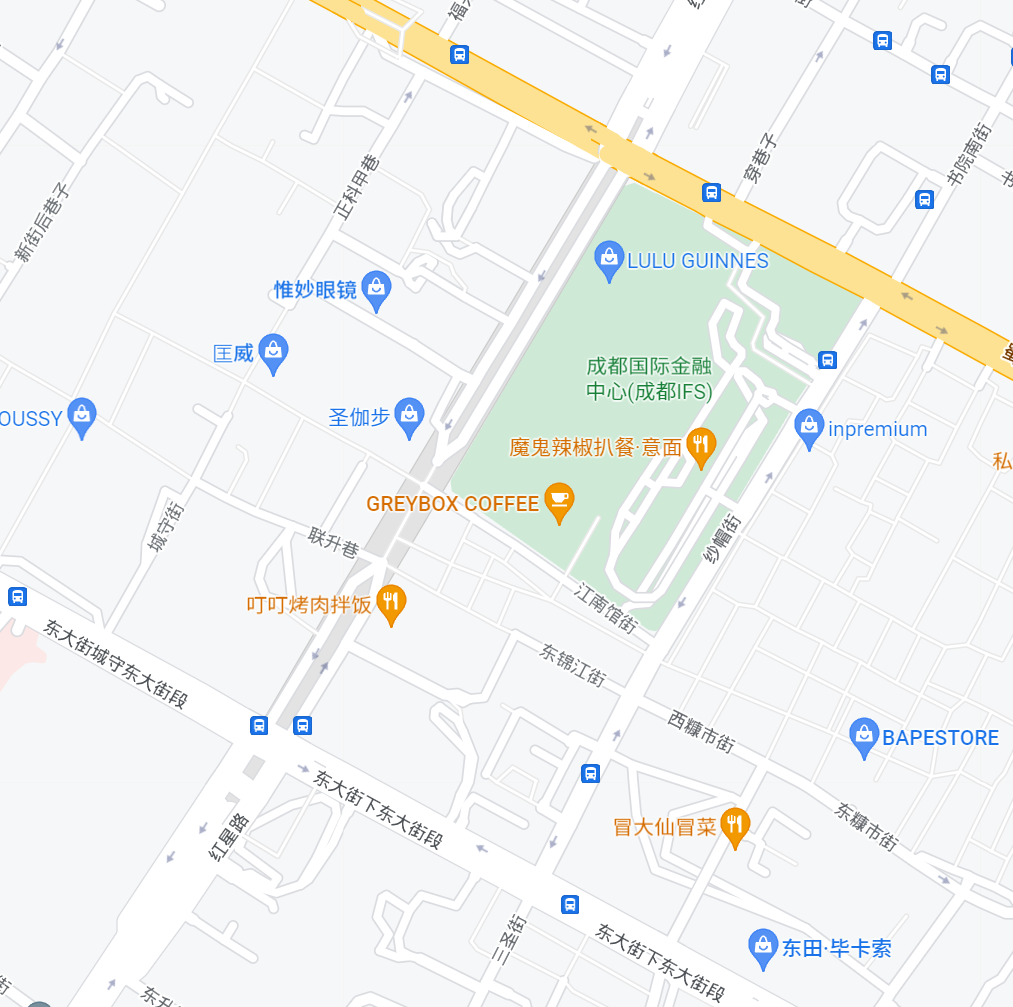 正科甲巷
穿巷子
书院南街
新街后巷子
LULU GUINNES
惟妙眼镜
匡威
成都国际金融
中心(成都IFS)
OUSSY
圣伽步
inpremium
魔鬼辣椒扒餐·意面
私
GREYBOX COFFEE
城守街
联升巷
纱帽街
叮叮烤肉拌饭
江南馆街
东大街城守东大街段
东锦江街
西糠市街
BAPESTORE
东大街下东大街段
红星路
冒大仙冒菜
东糠市街
三圣街
东大街下东大街段
东田·毕卡索